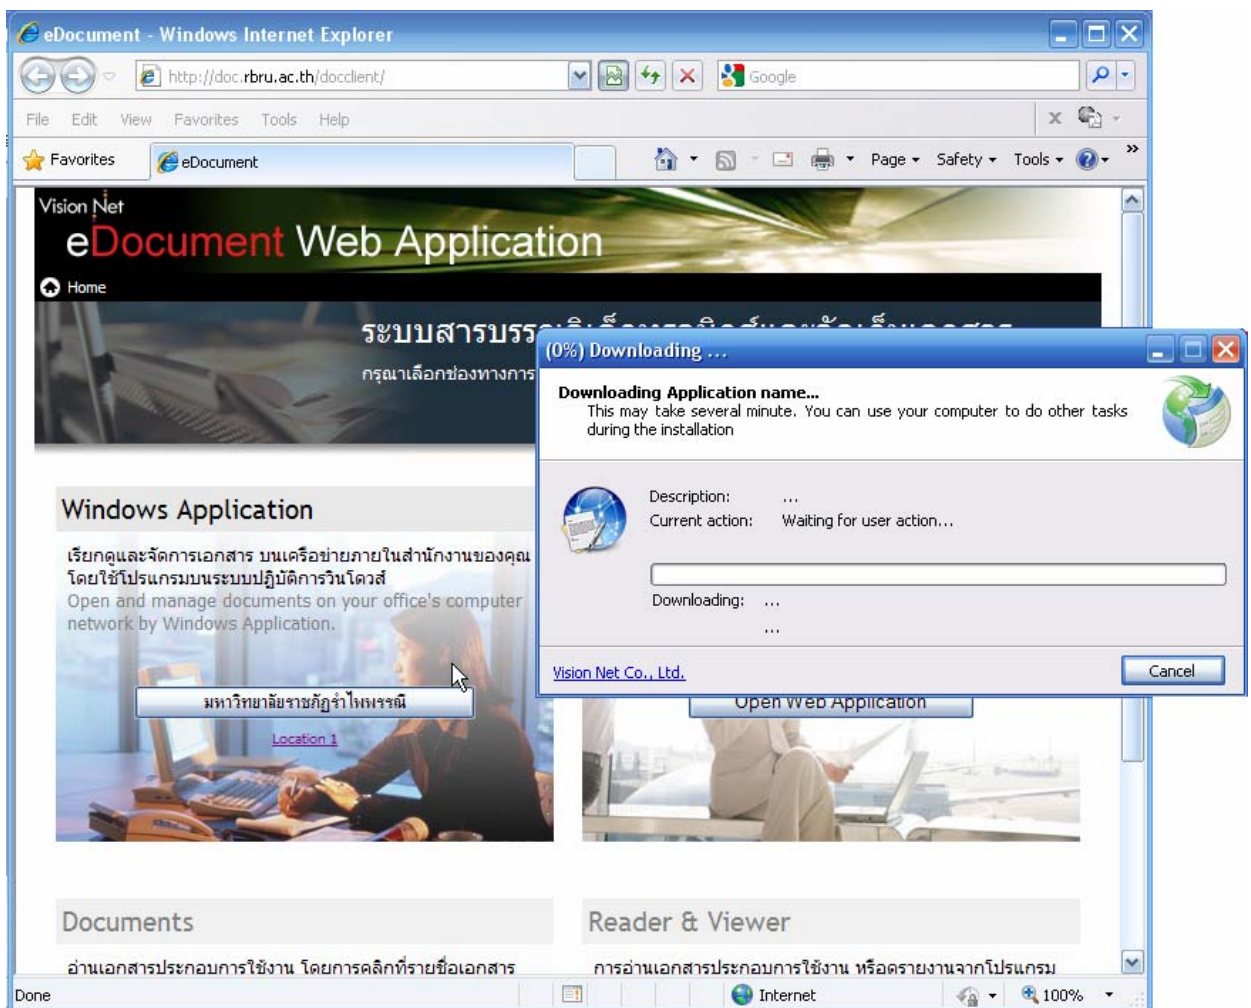 eDocument - Windows Internet Explorer
http://doc.rbru.ac.th/docclient/
Google
File Edit View Favorites Tools Help
Favorites
eDocument
Page
Safety
Tools
Vision Net
eDocument Web Application
Home
กรุณาเลือกช่องทางการ
(0%) Downloading ...
Downloading Application name...
This may take several minute. You can use your computer to do other tasks
during the installation
Description: ...
Current action: Waiting for user action...
Downloading: ...
...
Vision Net Co., Ltd.
Cancel
Windows Application
เรียกดูและจัดการเอกสาร บนเครือข่ายภายในสำนักงานของคุณ
โดยใช้โปรแกรมบนระบบปฏิบัติการวินโดวส์
Open and manage documents on your office's computer
network by Windows Application.
มหาวิทยาลัยราชภัฏรำไพพรรณี
Location 1
Open Web Application
Documents
อ่านเอกสารประกอบการใช้งาน โดยการคลิกที่รายชื่อเอกสาร
Reader & Viewer
การอ่านเอกสารประกอบการใช้งาน หรือดูรายงานจากโปรแกรม
Done
Internet
100%